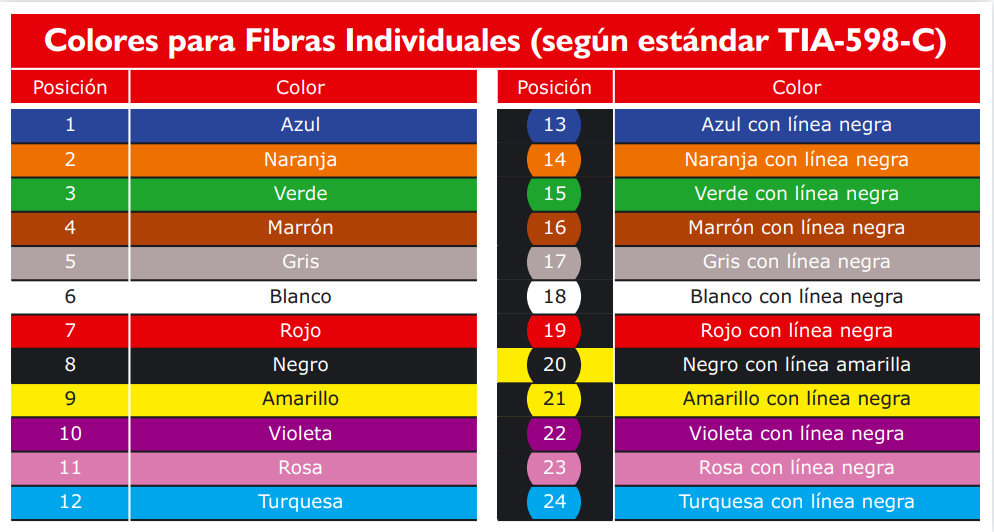 Colores para Fibras Individuales (según estándar TIA-598-C)
Posición Color Posición Color
1 Azul 13 Azul con línea negra
2 Naranja 14 Naranja con línea negra
3 Verde 15 Verde con línea negra
4 Marrón 16 Marrón con línea negra
5 Gris 17 Gris con línea negra
6 Blanco 18 Blanco con línea negra
7 Rojo 19 Rojo con línea negra
8 Negro 20 Negro con línea amarilla
9 Amarillo 21 Amarillo con línea negra
10 Violeta 22 Violeta con línea negra
11 Rosa 23 Rosa con línea negra
12 Turquesa 24 Turquesa con línea negra